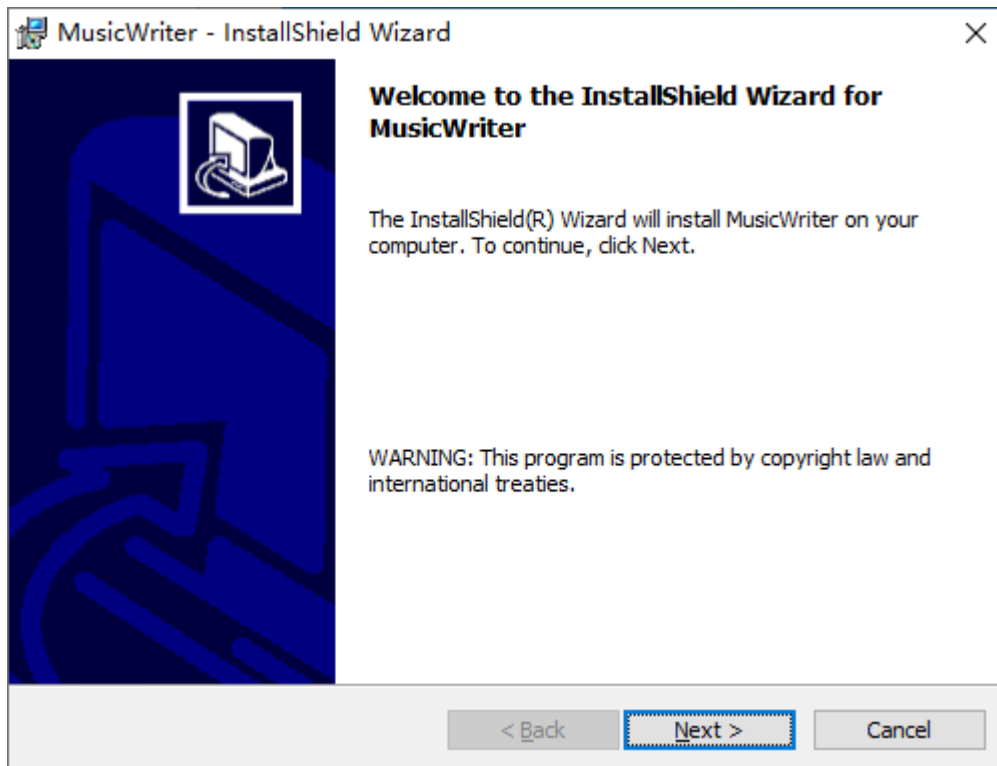 MusicWriter - InstallShield Wizard
Welcome to the InstallShield Wizard for
MusicWriter
The InstallShield(R) Wizard will install MusicWriter on your
computer. To continue, click Next.
WARNING: This program is protected by copyright law and
international treaties.
< Back
Next >
Cancel